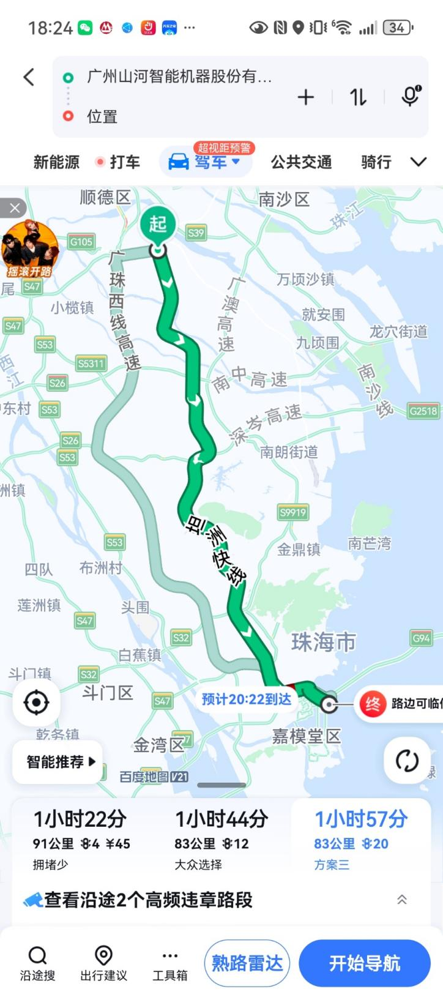 18:24
34
广州山河智能机器股份有...
位置
超视距预警
新能源
打车
驾车
公共交通
骑行
顺德区
南沙区
珠江
起
S39
G105
摇滚开路
广珠西线高速
广澳高速
万顷沙镇
尾
S47
小榄镇
就安围
龙穴街道
S47
九顷围
S53
西江
S5311
南沙线
S26
南中高速
中东村
S53
深岑高速
G2518
S26
S53
南朗街道
洲镇
坦洲快线
S9919
S53
金鼎镇
南芒湾
四队
布洲村
莲洲镇
头围
S47
S32
珠海市
G94
白蕉镇
斗门镇
S32
斗门区
S47
预计20:22到达
终
路边可临停
乾务镇
金湾区
嘉模堂区
智能推荐
百度地图 V21
1小时22分
91公里 4 ¥45
拥堵少
1小时44分
83公里 12
大众选择
1小时57分
83公里 20
方案三
查看沿途2个高频违章路段
沿途搜
出行建议
工具箱
熟路雷达
开始导航